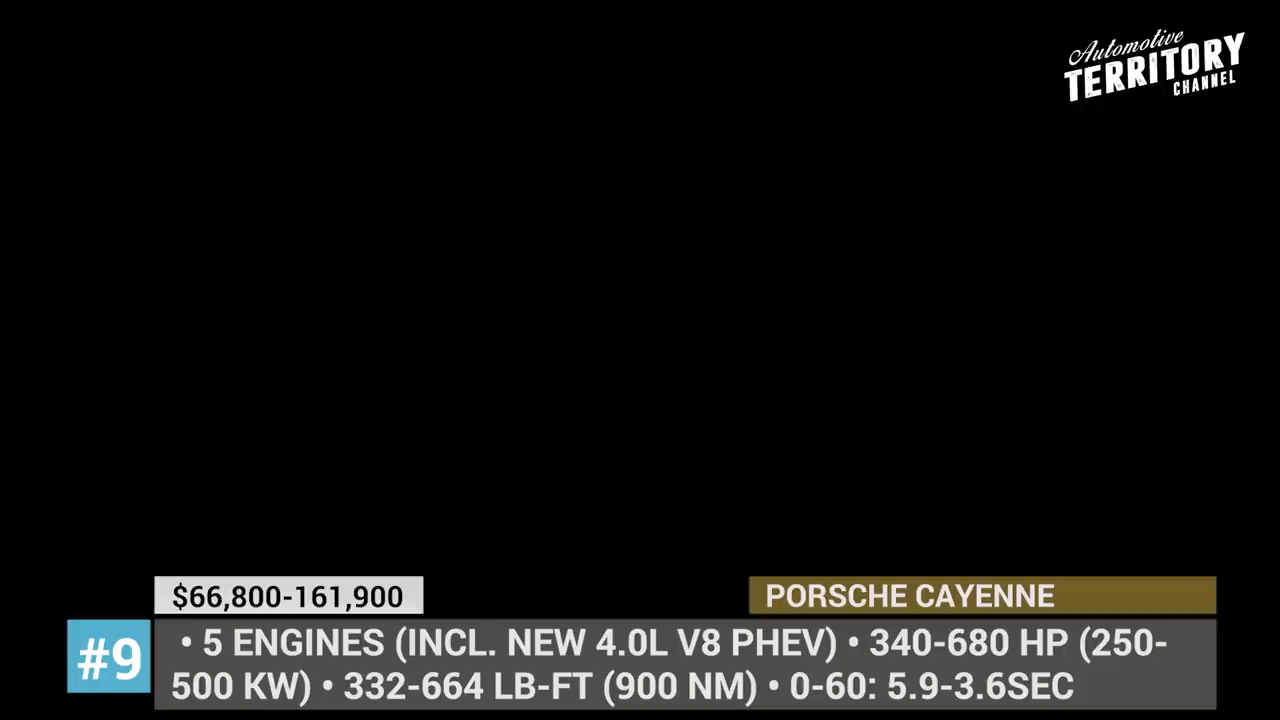 Automotive
TERRITORY
CHANNEL
$66,800-161,900
PORSCHE CAYENNE
#9
• 5 ENGINES (INCL. NEW 4.0L V8 PHEV) • 340-680 HP (250-
500 KW) • 332-664 LB-FT (900 NM) • 0-60: 5.9-3.6SEC